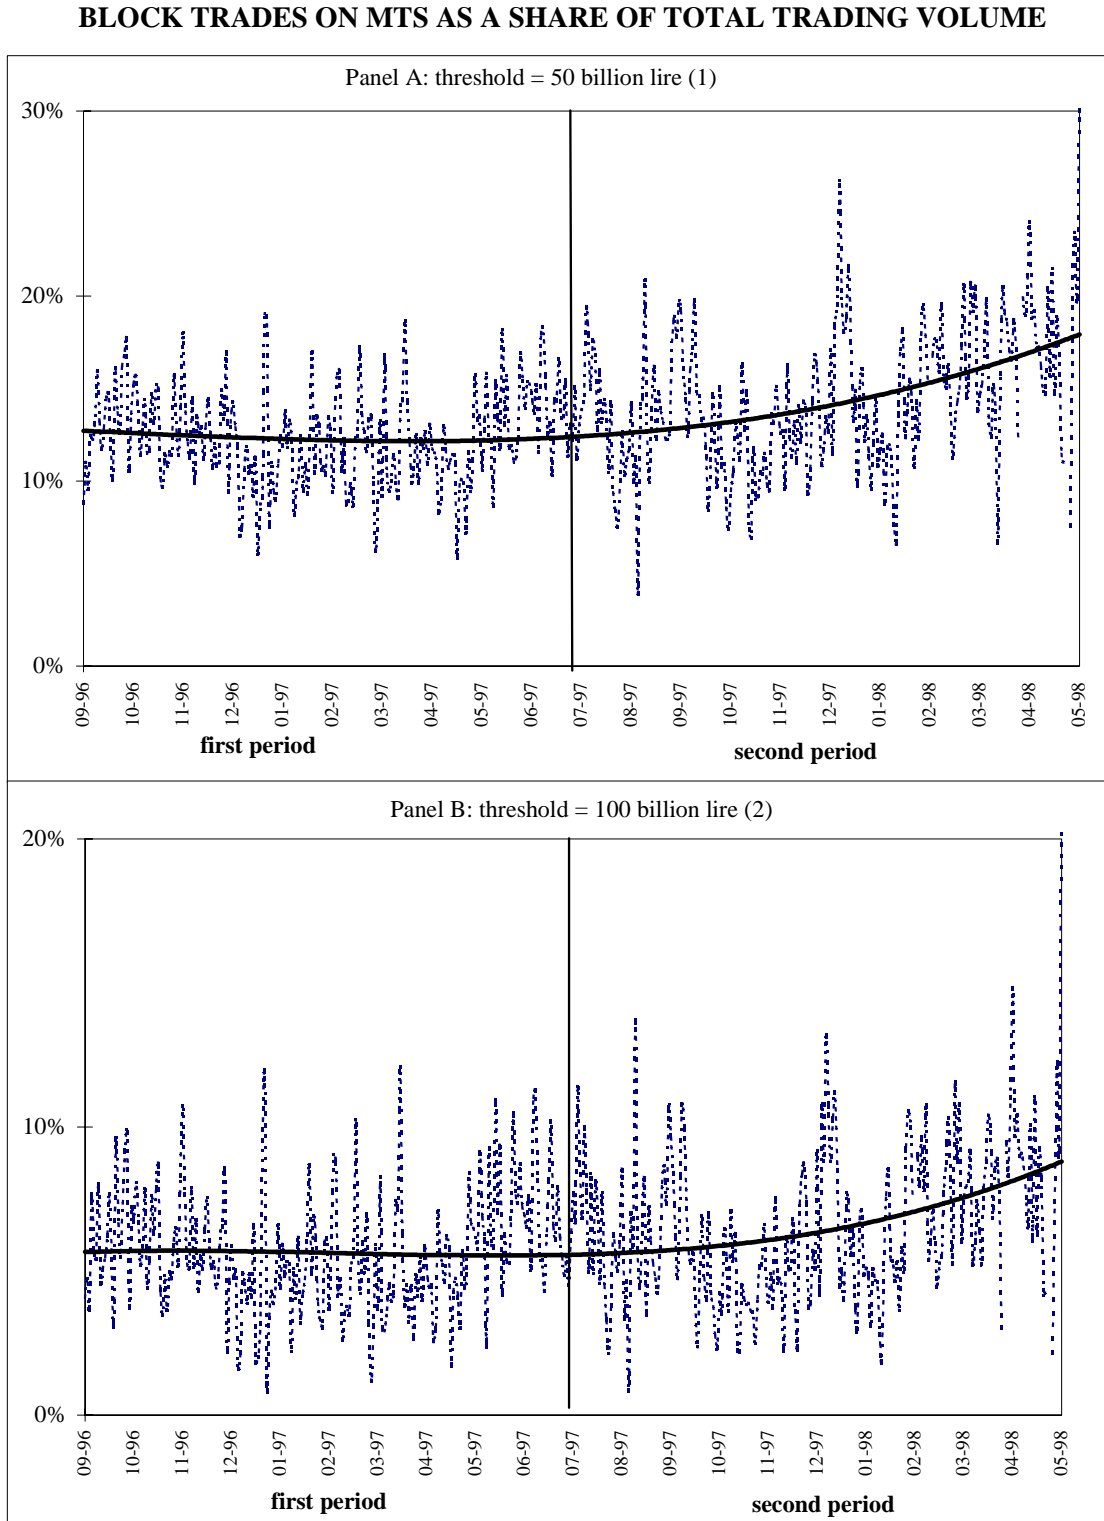 BLOCK TRADES ON MTS AS A SHARE OF TOTAL TRADING VOLUME
Panel A: threshold = 50 billion lire (1)
30%
20%
10%
0%
09-96 10-96 11-96 12-96 01-97 02-97 03-97 04-97 05-97 06-97 07-97 08-97 09-97 10-97 11-97 12-97 01-98 02-98 03-98 04-98 05-98
first period second period
Panel B: threshold = 100 billion lire (2)
20%
10%
0%
09-96 10-96 11-96 12-96 01-97 02-97 03-97 04-97 05-97 06-97 07-97 08-97 09-97 10-97 11-97 12-97 01-98 02-98 03-98 04-98 05-98
first period second period